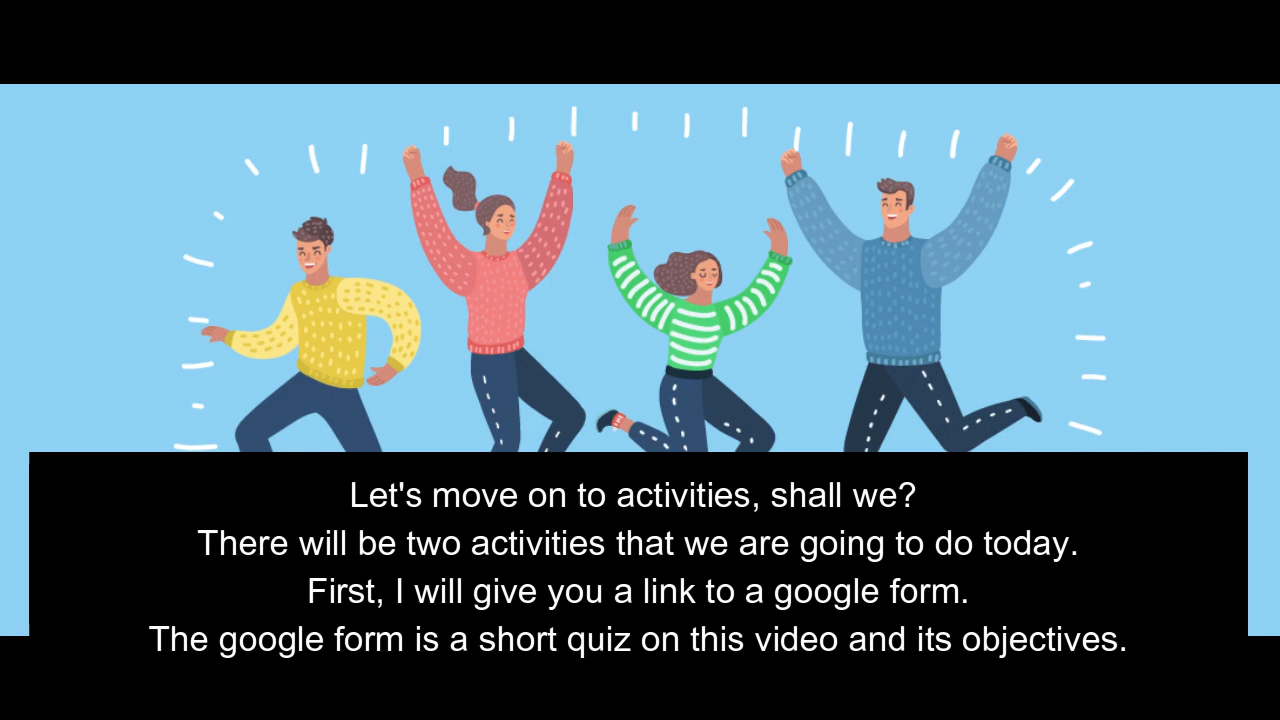 Let's move on to activities, shall we?
There will be two activities that we are going to do today.
First, I will give you a link to a google form.
The google form is a short quiz on this video and its objectives.